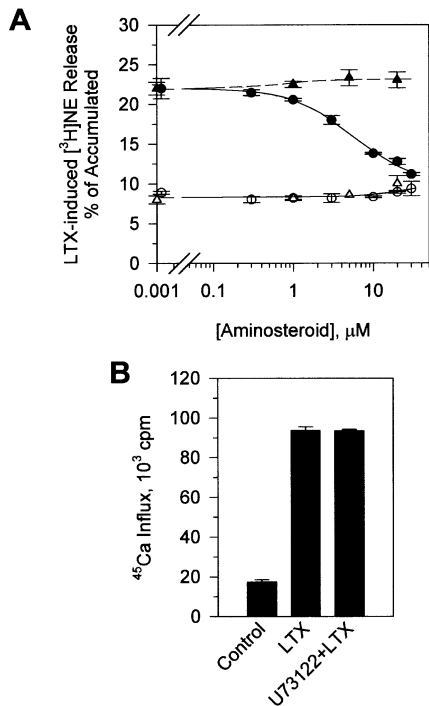 A
LTX-induced [³H]NE Release
% of Accumulated
30
25
20
15
10
5
0
0.001 0.1 1 10
[Aminosteroid], µM
B
⁴⁵Ca Influx, 10³ cpm
120
100
80
60
40
20
0
Control
LTX
U73122+LTX